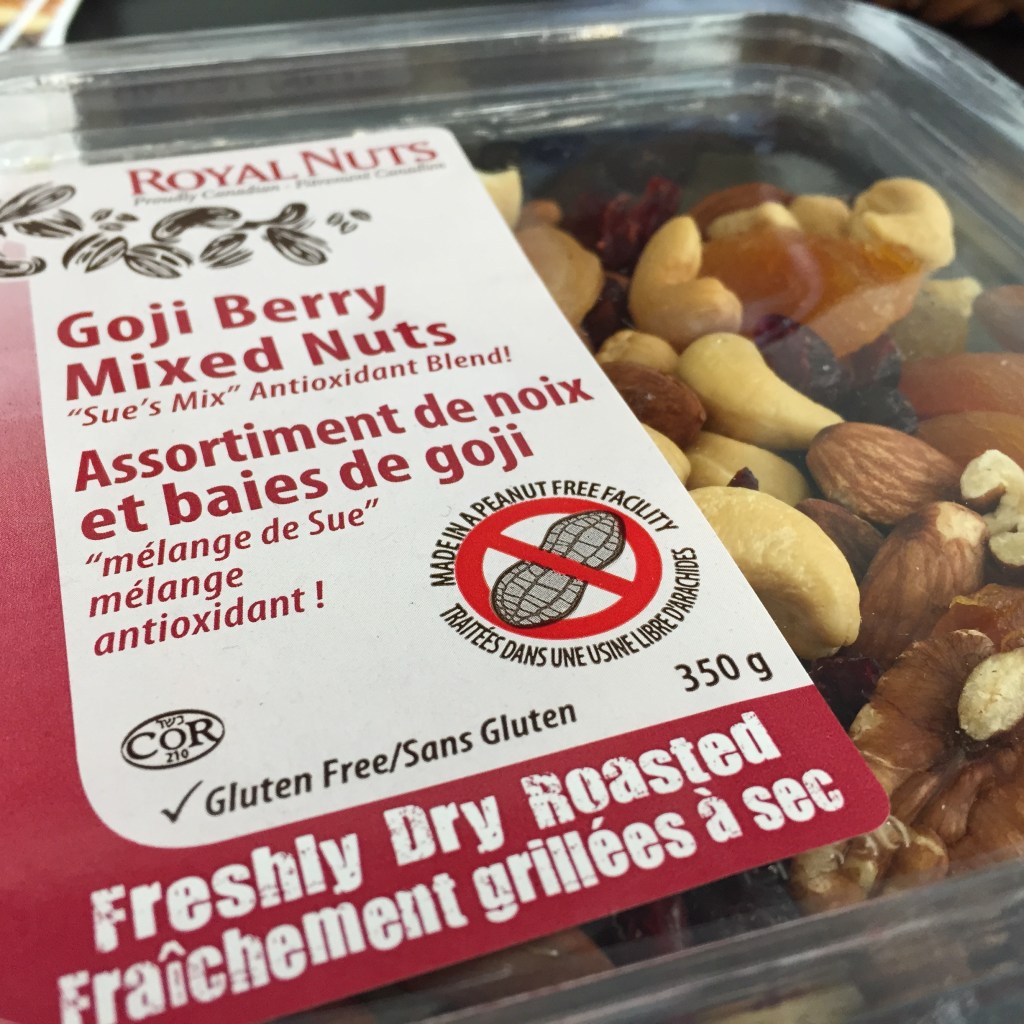 ROYAL NUTS
Proudly Canadian - Fièrement Canadien
Goji Berry
Mixed Nuts
“Sue’s Mix” Antioxidant Blend!
Assortiment de noix
et baies de goji
“mélange de Sue”
mélange
antioxidant !
MADE IN A PEANUT FREE FACILITY
TRAITÉES DANS UNE USINE LIBRE D'ARACHIDES
350 g
כשר
COR
210
✓Gluten Free/Sans Gluten
Freshly Dry Roasted
Fraîchement grillées à sec